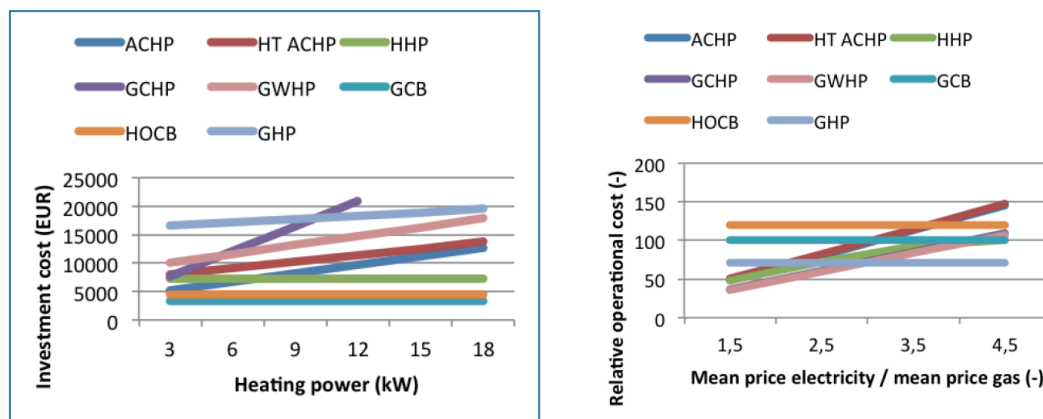 ACHP HT ACHP HHP
GCHP GWHP GCB
HOCB GHP
Investment cost (EUR)
25000
20000
15000
10000
5000
0
3 6 9 12 15 18
Heating power (kW)
ACHP HT ACHP HHP
GCHP GWHP GCB
HOCB GHP
Relative operational cost (-)
200
150
100
50
0
1,5 2,5 3,5 4,5
Mean price electricity / mean price gas (-)